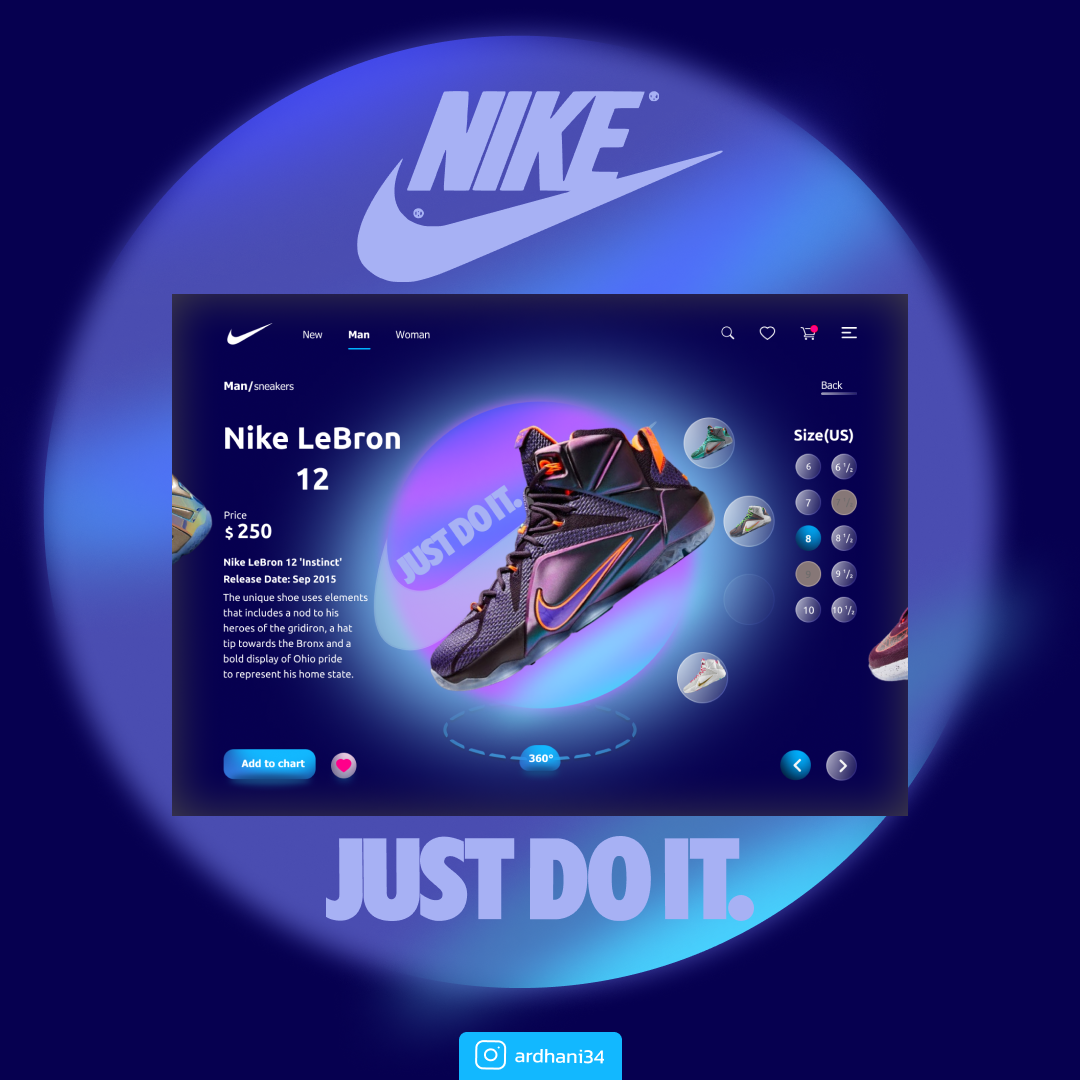 NIKE®
®
New Man Woman
Man/sneakers
Back
Nike LeBron
12
Price
$ 250
Nike LeBron 12 'Instinct'
Release Date: Sep 2015
The unique shoe uses elements
that includes a nod to his
heroes of the gridiron, a hat
tip towards the Bronx and a
bold display of Ohio pride
to represent his home state.
JUST DO IT.
Size(US)
6 6 1/2
7
8 8 1/2
9 9 1/2
10 10 1/2
Add to chart
360°
JUST DO IT.
ardhani34